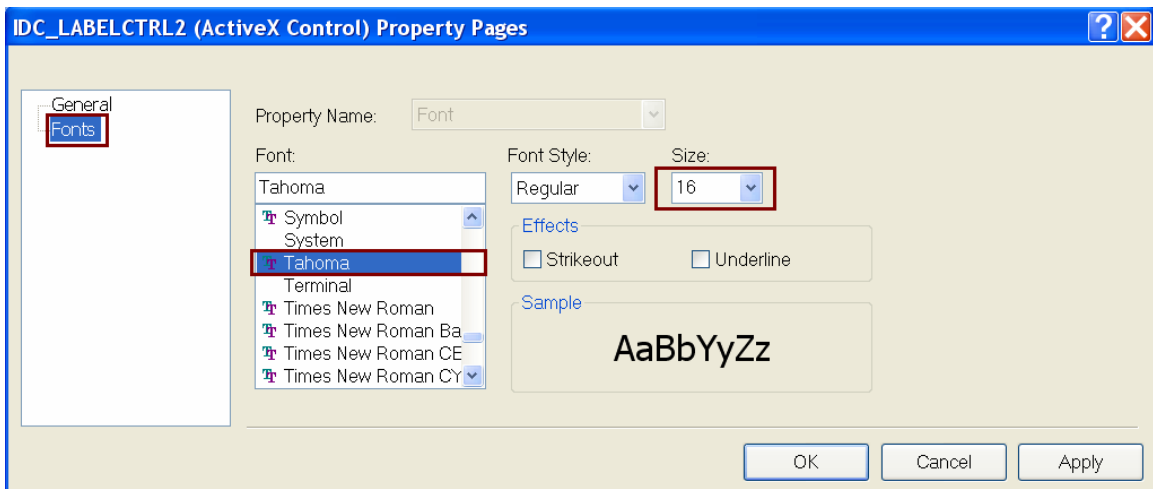 IDC_LABELCTRL2 (ActiveX Control) Property Pages
General
Fonts
Property Name: Font
Font: Font Style: Size:
Tahoma Regular 16
Symbol
System
Tahoma
Terminal
Times New Roman
Times New Roman Ba
Times New Roman CE
Times New Roman CY
Effects
Strikeout Underline
Sample
AaBbYyZz
OK Cancel Apply